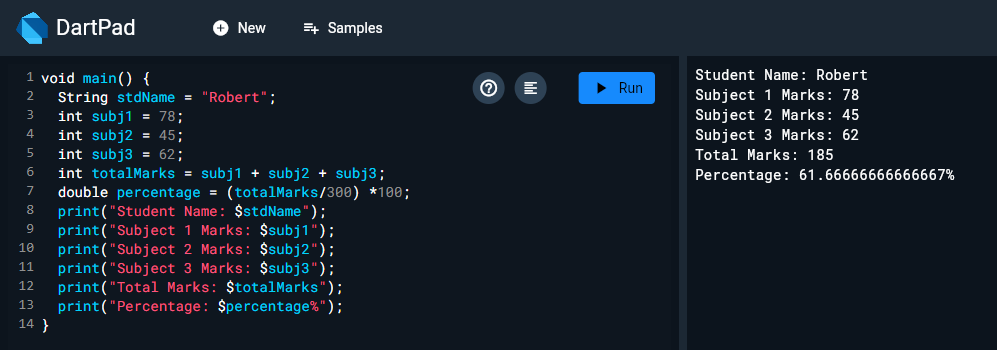 DartPad
New
Samples
Run
1 void main() {
2 String stdName = "Robert";
3 int subj1 = 78;
4 int subj2 = 45;
5 int subj3 = 62;
6 int totalMarks = subj1 + subj2 + subj3;
7 double percentage = (totalMarks/300) *100;
8 print("Student Name: $stdName");
9 print("Subject 1 Marks: $subj1");
10 print("Subject 2 Marks: $subj2");
11 print("Subject 3 Marks: $subj3");
12 print("Total Marks: $totalMarks");
13 print("Percentage: $percentage%");
14 }
Student Name: Robert
Subject 1 Marks: 78
Subject 2 Marks: 45
Subject 3 Marks: 62
Total Marks: 185
Percentage: 61.66666666666667%